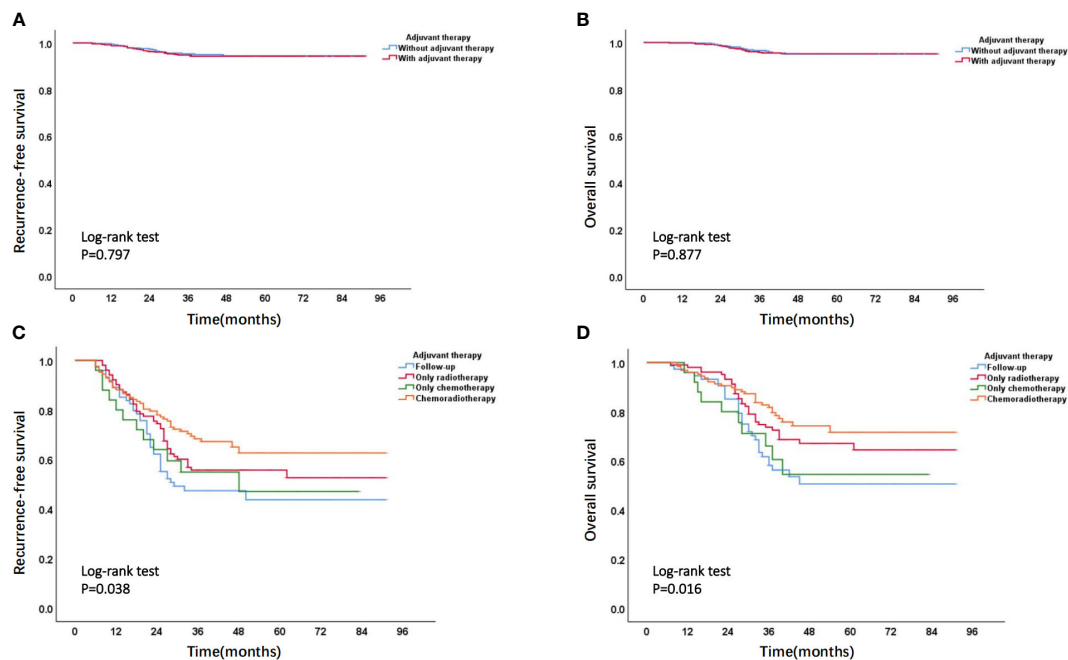 A
Adjuvant therapy
Without adjuvant therapy
With adjuvant therapy
1.0
0.8
0.6
0.4
0.2
0.0
Recurrence-free survival
Log-rank test
P=0.797
0 12 24 36 48 60 72 84 96
Time(months)
B
Adjuvant therapy
Without adjuvant therapy
With adjuvant therapy
1.0
0.8
0.6
0.4
0.2
0.0
Overall survival
Log-rank test
P=0.877
0 12 24 36 48 60 72 84 96
Time(months)
C
Adjuvant therapy
Follow-up
Only radiotherapy
Only chemotherapy
Chemoradiotherapy
1.0
0.8
0.6
0.4
0.2
0.0
Recurrence-free survival
Log-rank test
P=0.038
0 12 24 36 48 60 72 84 96
Time(months)
D
Adjuvant therapy
Follow-up
Only radiotherapy
Only chemotherapy
Chemoradiotherapy
1.0
0.8
0.6
0.4
0.2
0.0
Overall survival
Log-rank test
P=0.016
0 12 24 36 48 60 72 84 96
Time(months)